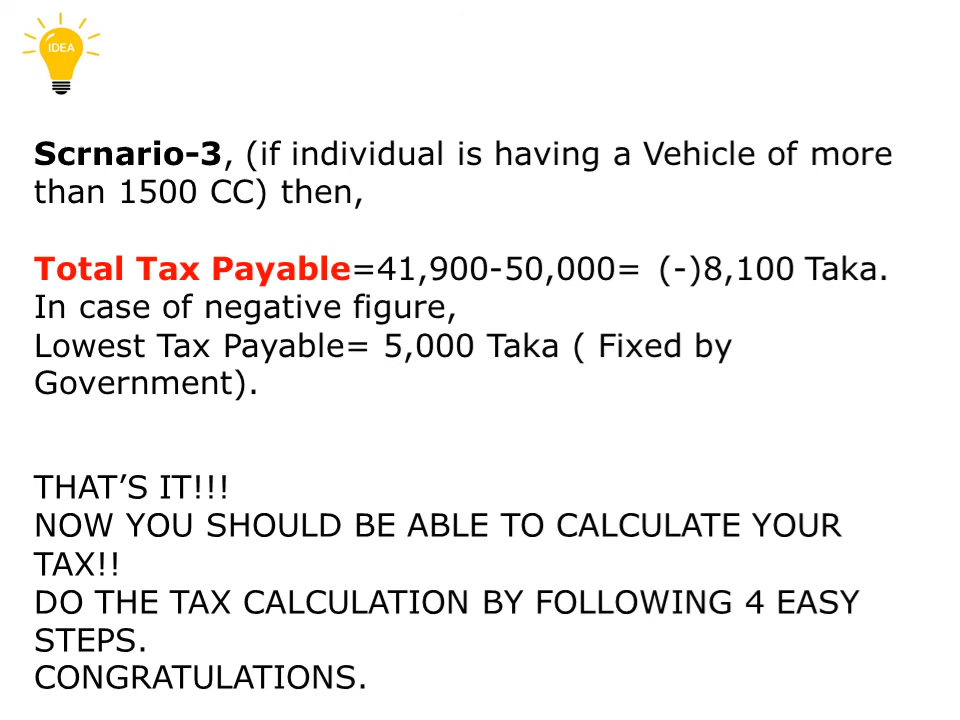 IDEA
Scrnario-3, (if individual is having a Vehicle of more
than 1500 CC) then,
Total Tax Payable=41,900-50,000= (-)8,100 Taka.
In case of negative figure,
Lowest Tax Payable= 5,000 Taka ( Fixed by
Government).
THAT’S IT!!!
NOW YOU SHOULD BE ABLE TO CALCULATE YOUR
TAX!!
DO THE TAX CALCULATION BY FOLLOWING 4 EASY
STEPS.
CONGRATULATIONS.